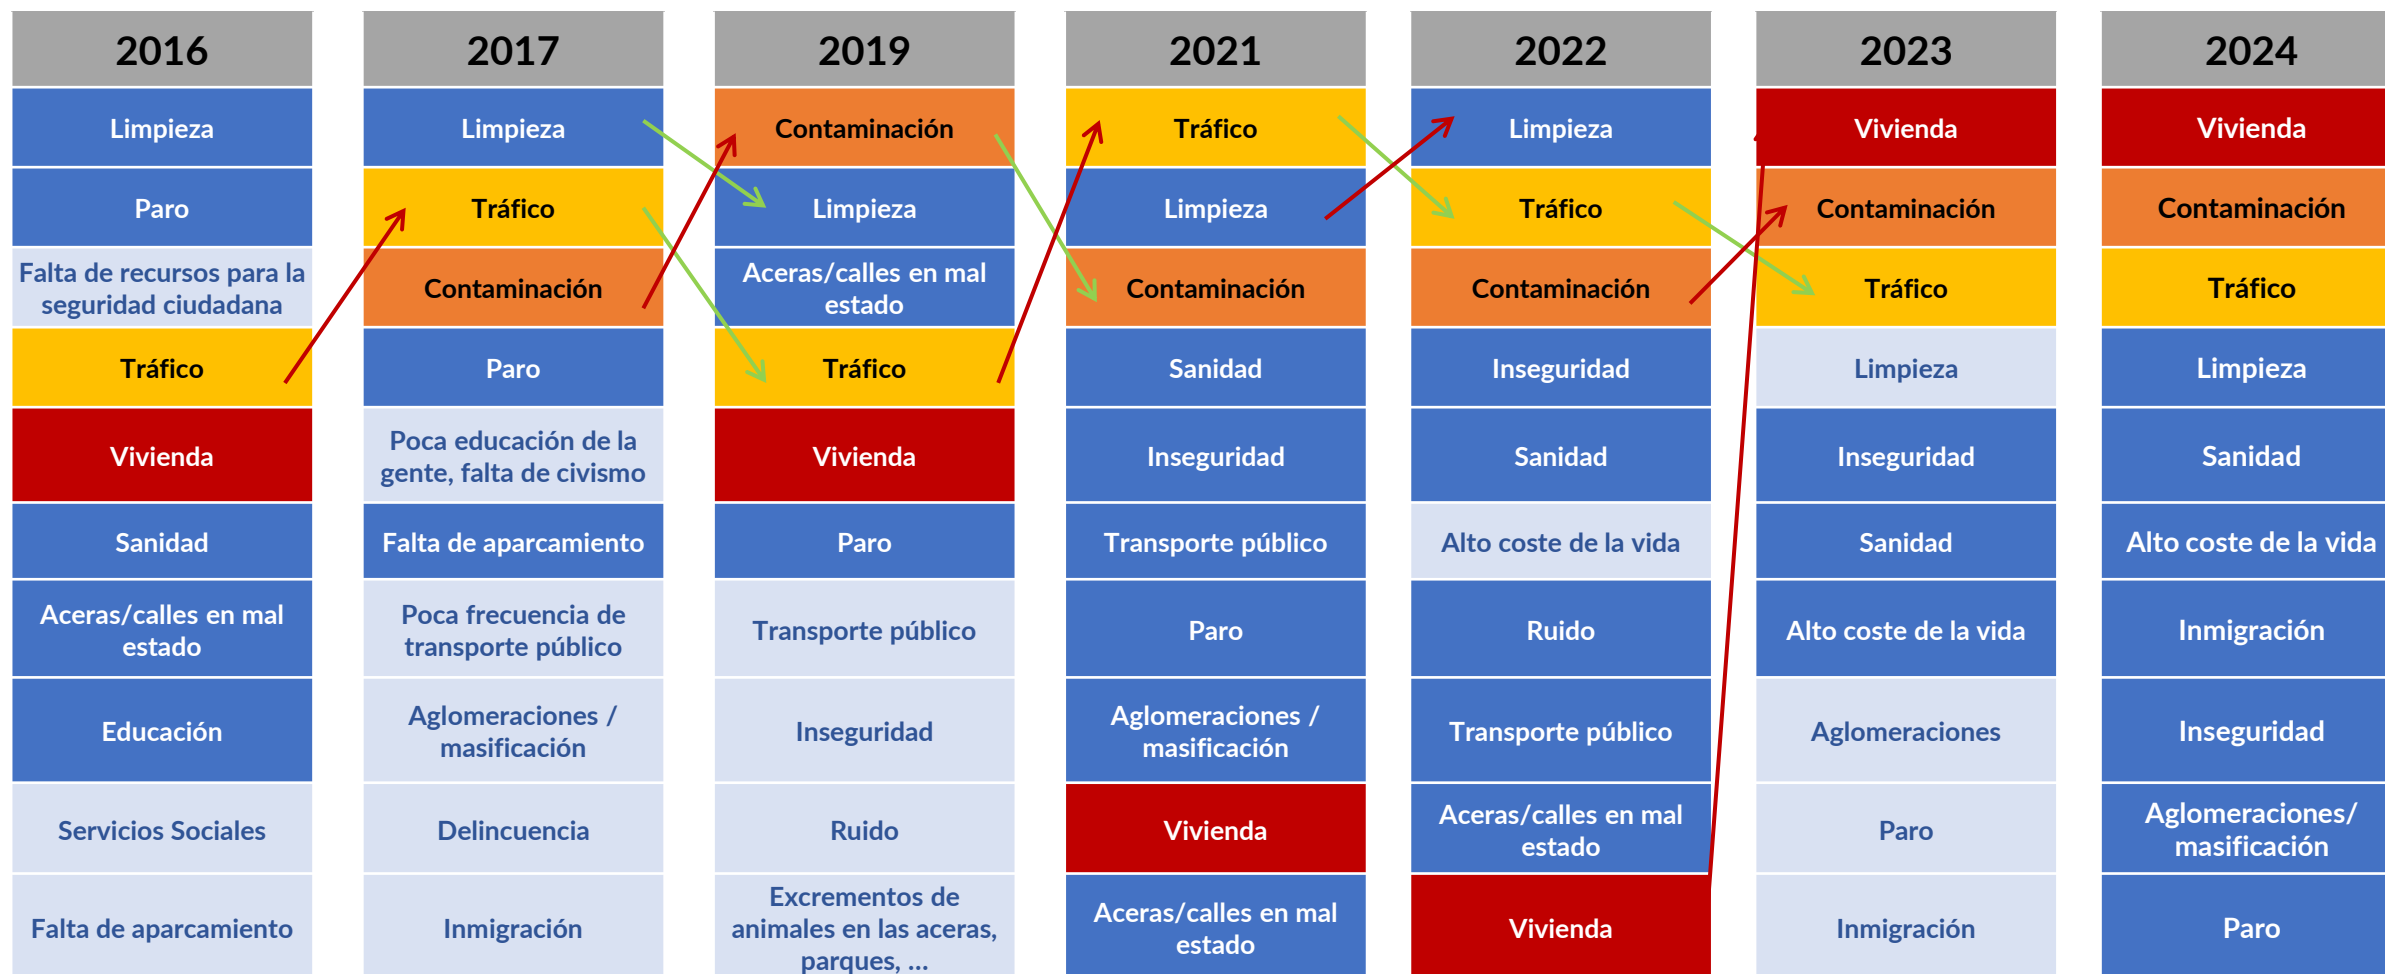 2016
Limpieza
Paro
Falta de recursos para la
seguridad ciudadana
Tráfico
Vivienda
Sanidad
Aceras/calles en mal
estado
Educación
Servicios Sociales
Falta de aparcamiento
2017
Limpieza
Tráfico
Contaminación
Paro
Poca educación de la
gente, falta de civismo
Falta de aparcamiento
Poca frecuencia de
transporte público
Aglomeraciones /
masificación
Delincuencia
Inmigración
2019
Contaminación
Limpieza
Aceras/calles en mal
estado
Tráfico
Vivienda
Paro
Transporte público
Inseguridad
Ruido
Excrementos de
animales en las aceras,
parques, ...
2021
Tráfico
Limpieza
Contaminación
Sanidad
Inseguridad
Transporte público
Paro
Aglomeraciones /
masificación
Vivienda
Aceras/calles en mal
estado
2022
Limpieza
Tráfico
Contaminación
Inseguridad
Sanidad
Alto coste de la vida
Ruido
Transporte público
Aceras/calles en mal
estado
Vivienda
2023
Vivienda
Contaminación
Tráfico
Limpieza
Inseguridad
Sanidad
Alto coste de la vida
Aglomeraciones
Paro
Inmigración
2024
Vivienda
Contaminación
Tráfico
Limpieza
Sanidad
Alto coste de la vida
Inmigración
Inseguridad
Aglomeraciones/
masificación
Paro